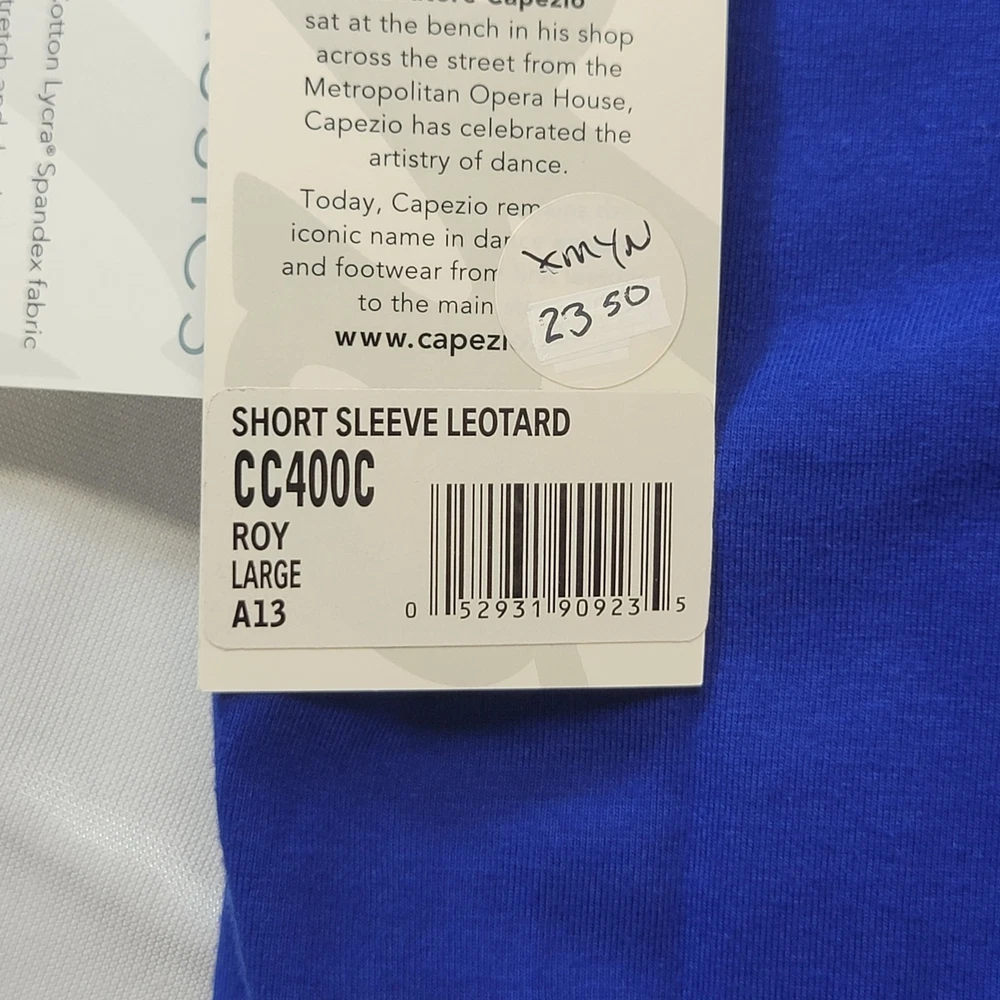 otton Lycra® Spandex fabric
Capezio
sat at the bench in his shop
across the street from the
Metropolitan Opera House,
Capezio has celebrated the
artistry of dance.
Today, Capezio rem
iconic name in dan
and footwear from
to the main
www.capezi
XMYN
23 50
SHORT SLEEVE LEOTARD
CC400C
ROY
LARGE
A13
0 52931 90923 5